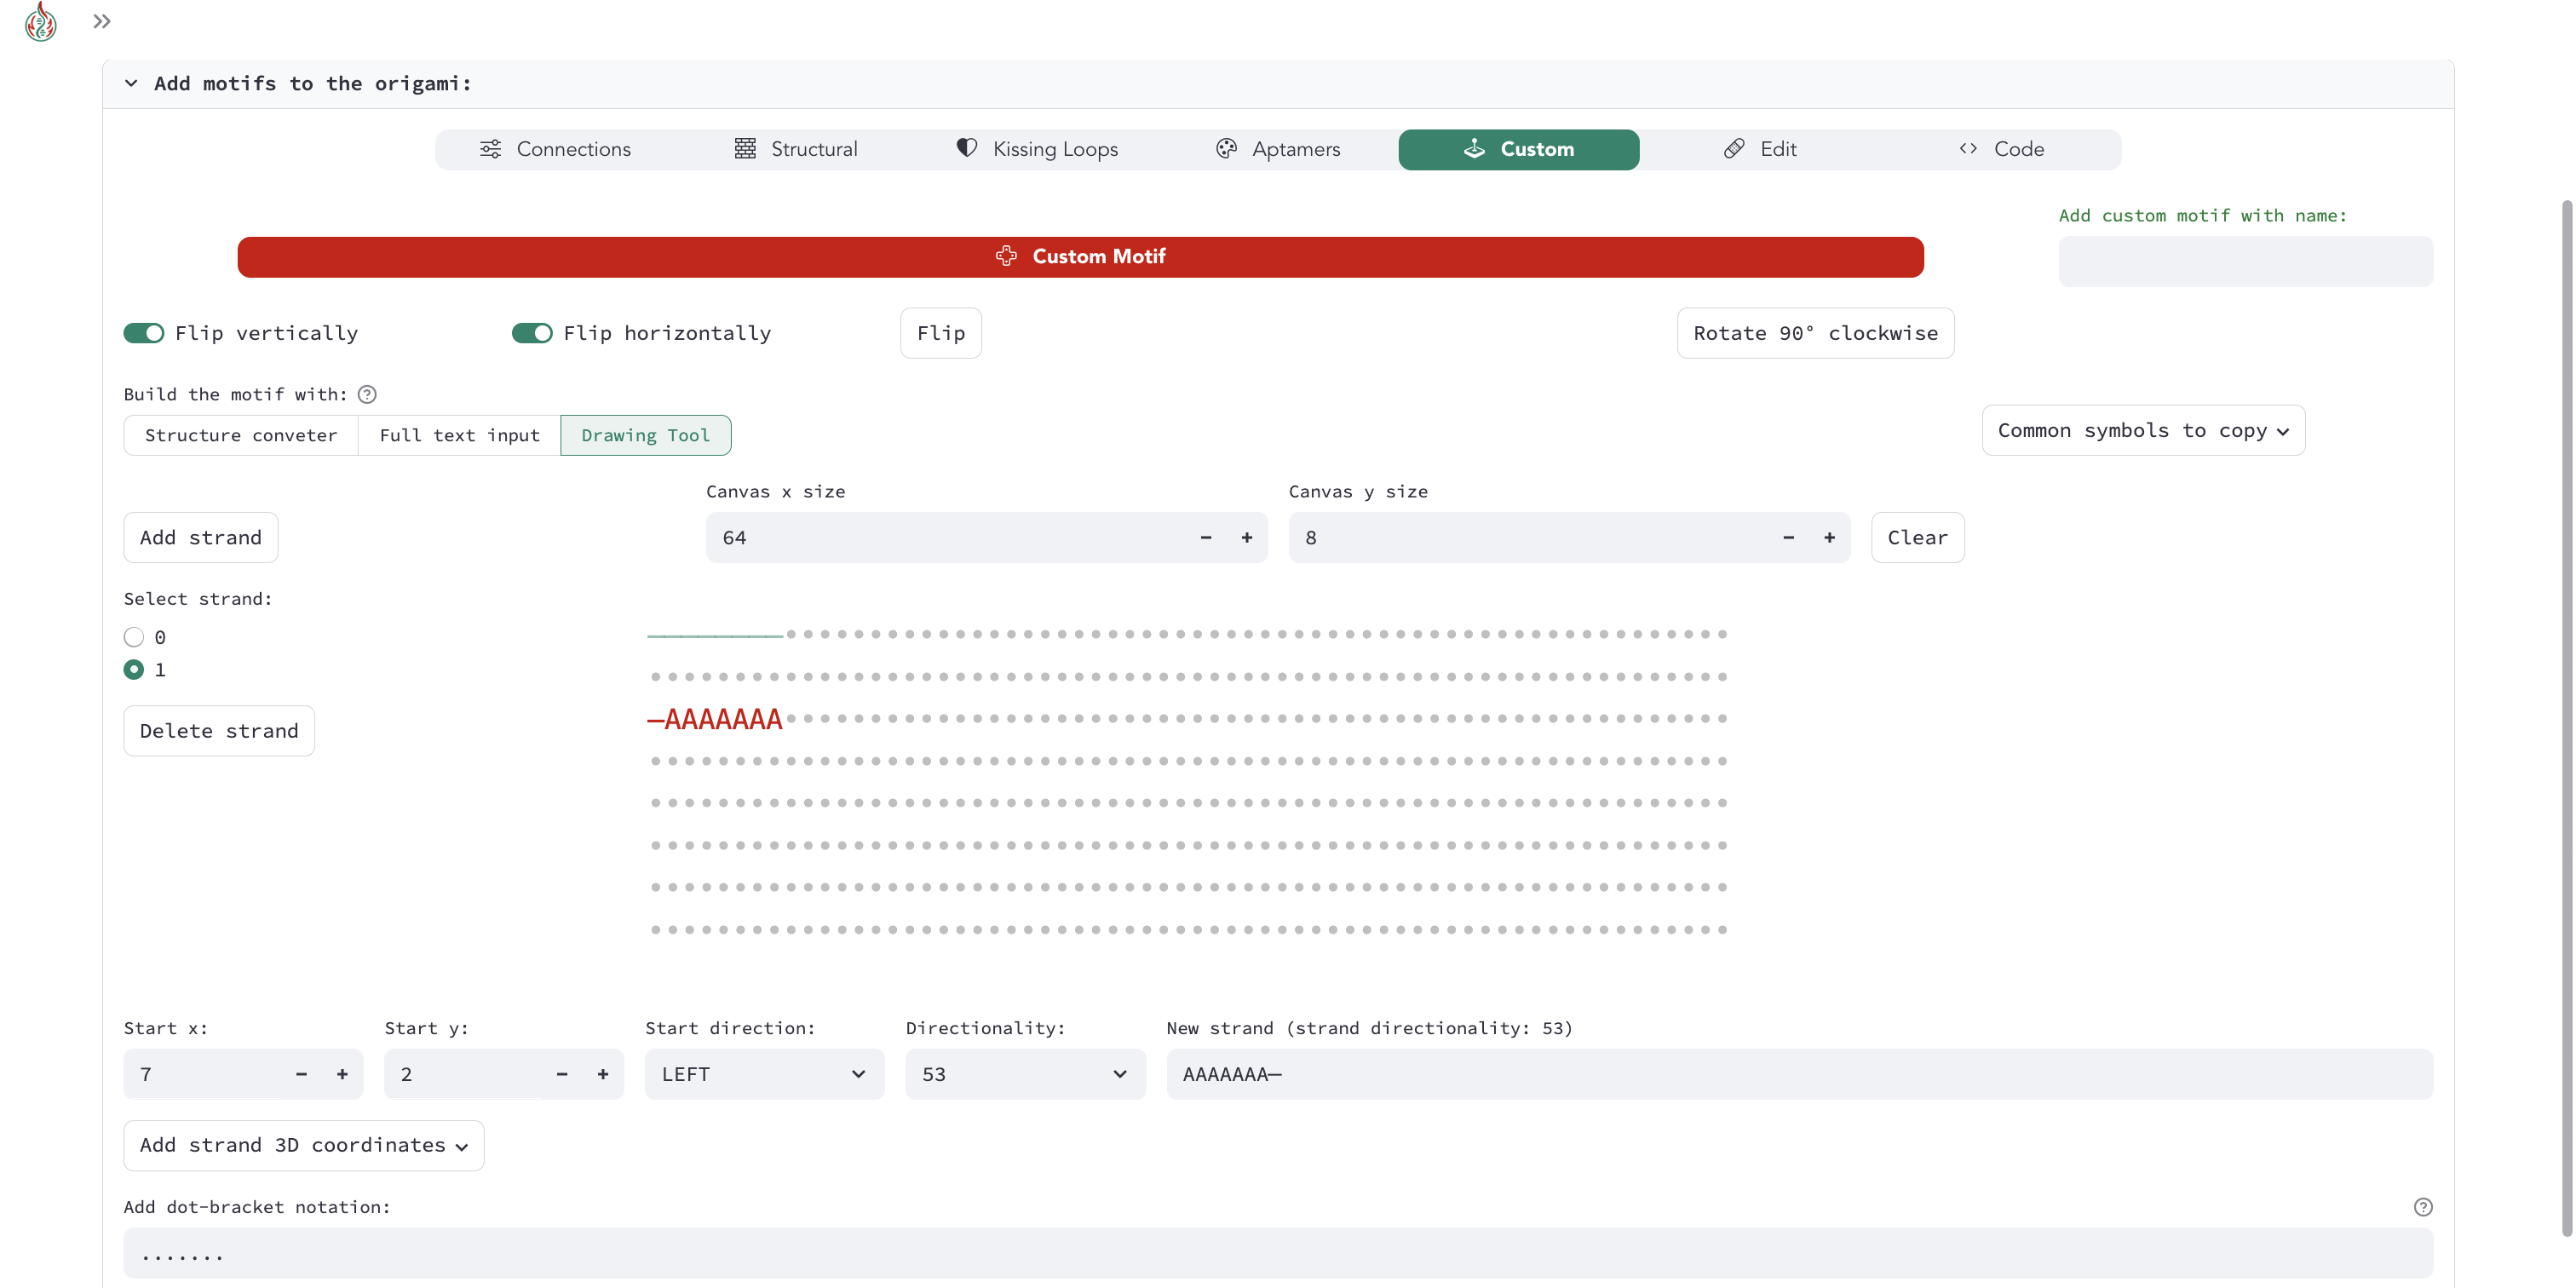 Add motifs to the origami:
Connections Structural Kissing Loops Aptamers Custom Edit Code
Add custom motif with name:
Custom Motif
Flip vertically Flip horizontally Flip Rotate 90° clockwise
Build the motif with:
Structure conveter Full text input Drawing Tool
Common symbols to copy
Canvas x size Canvas y size
Add strand 64 - + 8 - + Clear
Select strand:
0
1
─AAAAAAA
Delete strand
Start x: Start y: Start direction: Directionality: New strand (strand directionality: 53)
7 - + 2 - + LEFT 53 AAAAAAA─
Add strand 3D coordinates
Add dot-bracket notation:
.......